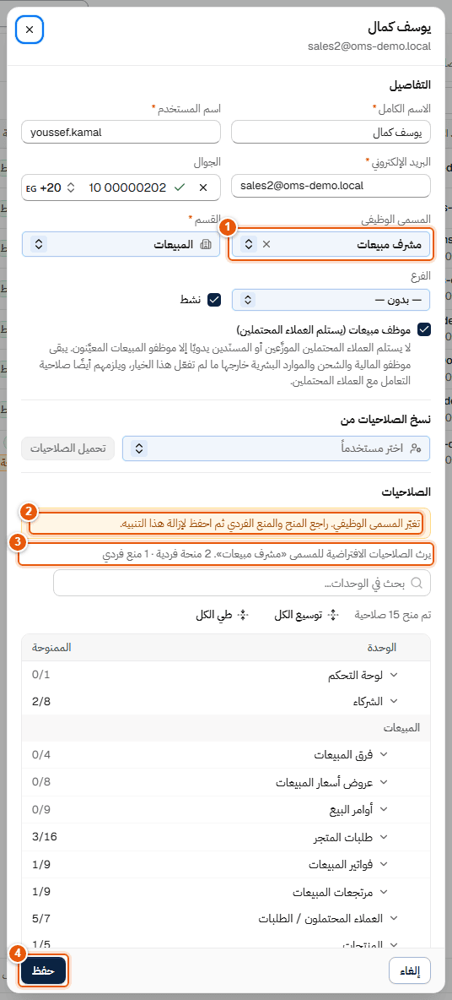 يوسف كمال
sales2@oms-demo.local
التفاصيل
الاسم الكامل *
اسم المستخدم *
يوسف كمال
youssef.kamal
البريد الإلكتروني *
الجوال
sales2@oms-demo.local
EG +20 10 00000202
المسمى الوظيفي
القسم *
1
مشرف مبيعات
المبيعات
الفرع
— بدون —
نشط
موظف مبيعات (يستلم العملاء المحتملين)
لا يستلم العملاء المحتملين الموزَّعين أو المسنَدين يدويًا إلا موظفو المبيعات المعيَّنون. يبقى
موظفو المالية والشحن والموارد البشرية خارجها ما لم تفعّل هذا الخيار، ويلزمهم أيضًا صلاحية
التعامل مع العملاء المحتملين.
نسخ الصلاحيات من
اختر مستخدماً
تحميل الصلاحيات
الصلاحيات
2
تغيّر المسمى الوظيفي. راجع المنح والمنع الفردي ثم احفظ لإزالة هذا التنبيه.
3
يرث الصلاحيات الافتراضية للمسمى «مشرف مبيعات». 2 منحة فردية · 1 منع فردي
بحث في الوحدات...
تم منح 15 صلاحية
توسيع الكل
طي الكل
الوحدة
الممنوحة
لوحة التحكم
0/1
الشركاء
2/8
المبيعات
فرق المبيعات
0/4
عروض أسعار المبيعات
0/8
أوامر البيع
0/9
طلبات المتجر
3/16
فواتير المبيعات
1/9
مرتجعات المبيعات
1/9
العملاء المحتملون / الطلبات
5/7
المنتجات
1/5
4
حفظ
إلغاء